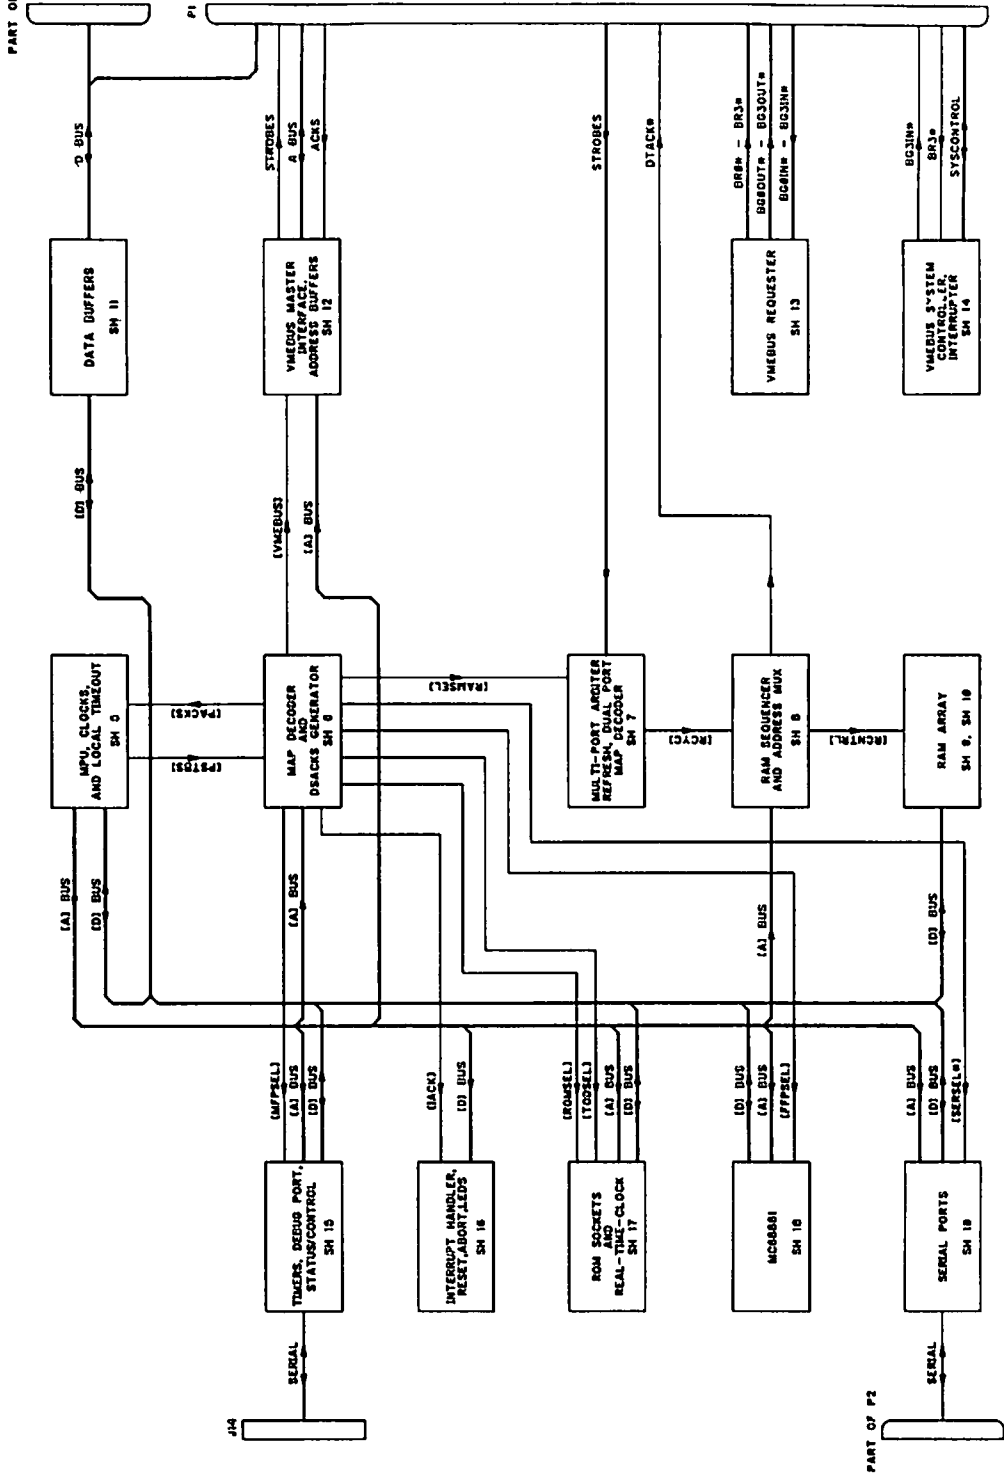 PART OF
P1
D BUS
STROBES
A BUS
ACKS
STROBES
DTACK*
BR0* - BR3*
BG0OUT* - BG3OUT*
BG0IN* - BG3IN*
BG3IN*
BR3*
SYSCONTROL
DATA BUFFERS
SH 11
VMEBUS MASTER
INTERFACE,
ADDRESS BUFFERS
SH 12
VMEBUS REQUESTER
SH 13
VMEBUS SYSTEM
CONTROLLER,
INTERRUPTER
SH 14
[D] BUS
[VMEBUS]
[A] BUS
MPU, CLOCKS,
AND LOCAL TIMEOUT
SH 5
[PACKS]
[PSTBS]
MAP DECODER
AND
DSACKS GENERATOR
SH 6
[RAMSEL]
MULTI-PORT ARBITER
REFRESH, DUAL PORT
MAP DECODER
SH 7
[RCYC]
RAM SEQUENCER
AND ADDRESS MUX
SH 8
[RCNTRL]
RAM ARRAY
SH 9, SH 10
[A] BUS
[D] BUS
[A] BUS
[A] BUS
[D] BUS
[MFPSEL]
[A] BUS
[D] BUS
[IACK]
[D] BUS
[ROMSEL]
[TODSEL]
[A] BUS
[D] BUS
[D] BUS
[A] BUS
[FPPSEL]
[A] BUS
[D] BUS
[SERSEL*]
TIMERS, DEBUG PORT,
STATUS/CONTROL
SH 15
INTERRUPT HANDLER,
RESET,ABORT,LEDS
SH 16
ROM SOCKETS
AND
REAL-TIME-CLOCK
SH 17
MC68881
SH 18
SERIAL PORTS
SH 19
SERIAL
SERIAL
J14
PART OF P2